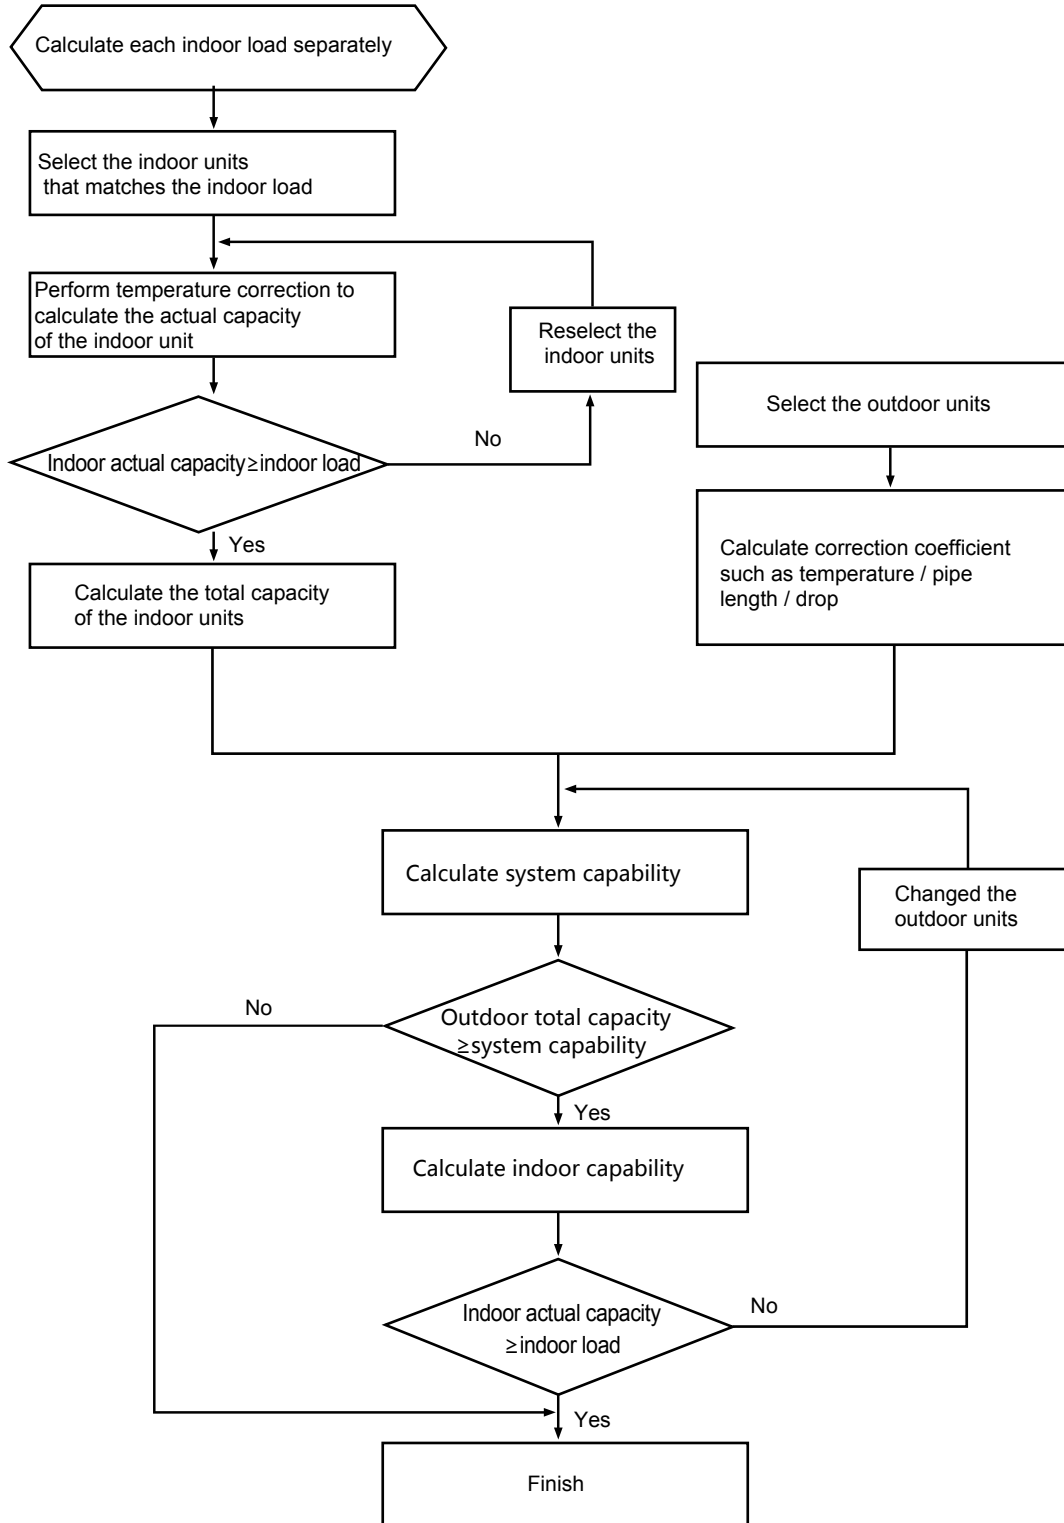 Calculate each indoor load separately
Select the indoor units
that matches the indoor load
Perform temperature correction to
calculate the actual capacity
of the indoor unit
Reselect the
indoor units
Indoor actual capacity≥indoor load
No
Yes
Calculate the total capacity
of the indoor units
Select the outdoor units
Calculate correction coefficient
such as temperature / pipe
length / drop
Calculate system capability
Changed the
outdoor units
No
Outdoor total capacity
≥system capability
Yes
Calculate indoor capability
Indoor actual capacity
≥indoor load
No
Yes
Finish